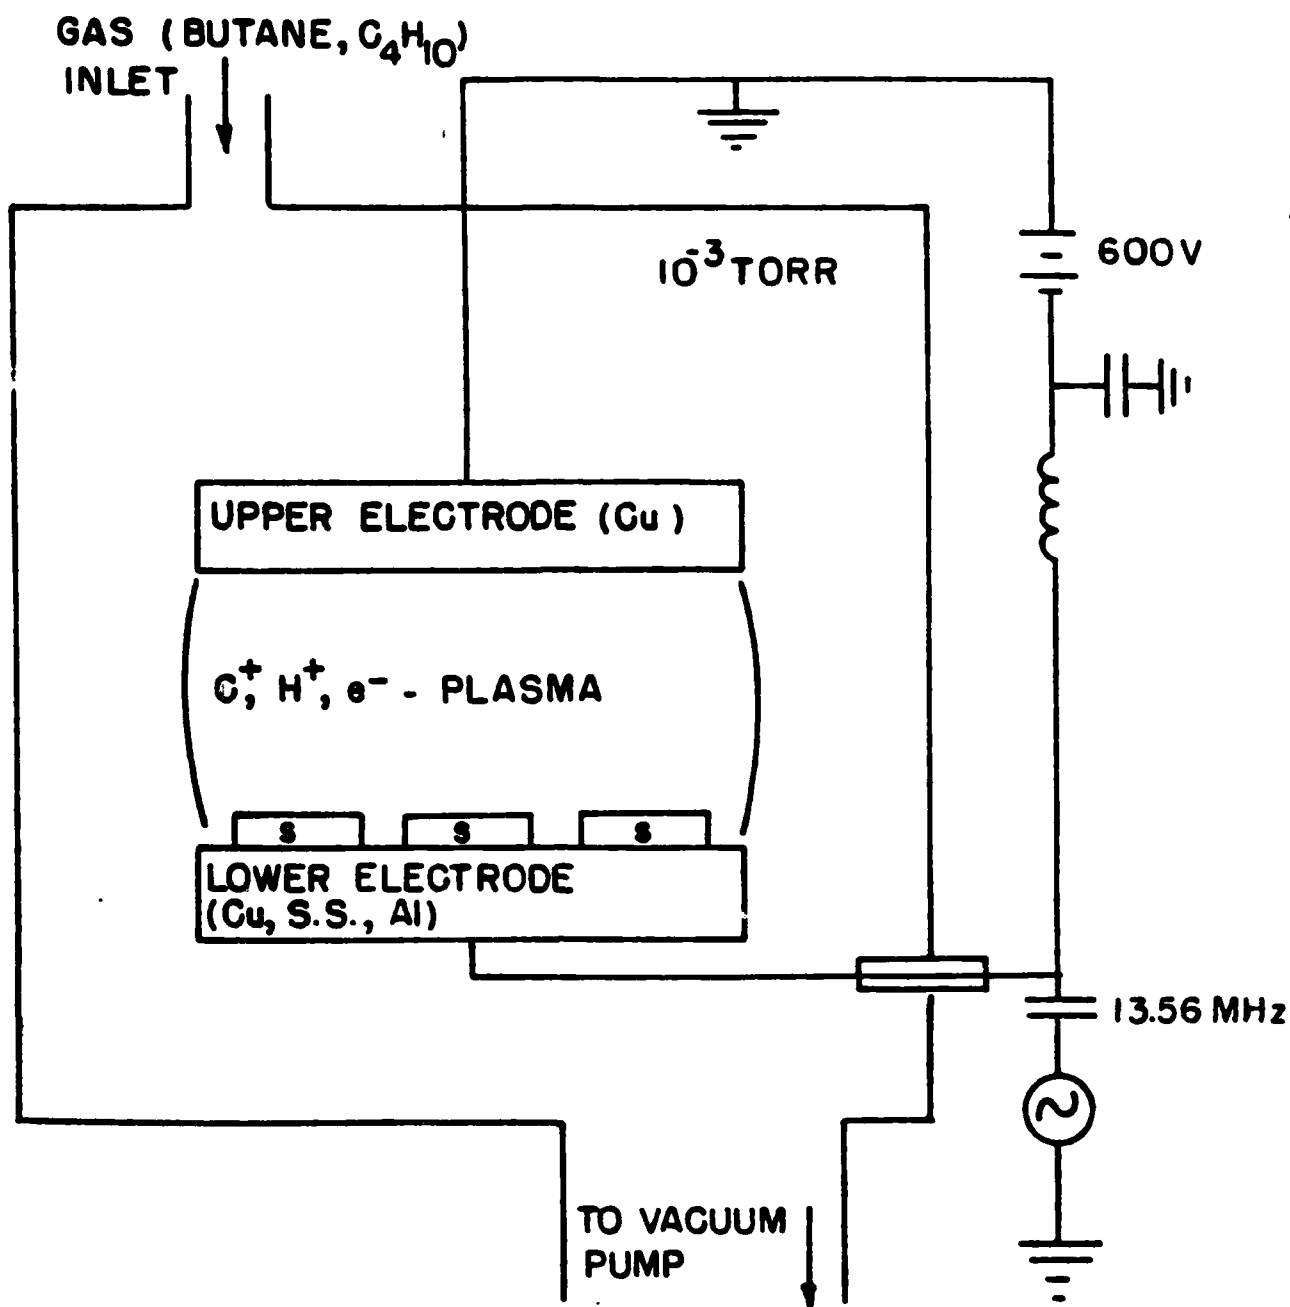 GAS (BUTANE, C₄H₁₀)
INLET
10⁻³ TORR
600V
UPPER ELECTRODE (Cu)
C⁺, H⁺, e⁻ - PLASMA
S S S
LOWER ELECTRODE
(Cu, S.S., Al)
13.56 MHz
TO VACUUM
PUMP